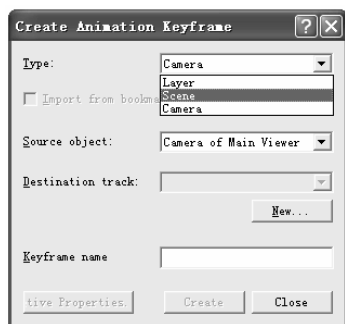 Create Animation Keyframe
Type: Camera
Layer
Scene
Camera
Import from bookma
Source object: Camera of Main Viewer
Destination track:
New...
Keyframe name
tive Properties. Create Close